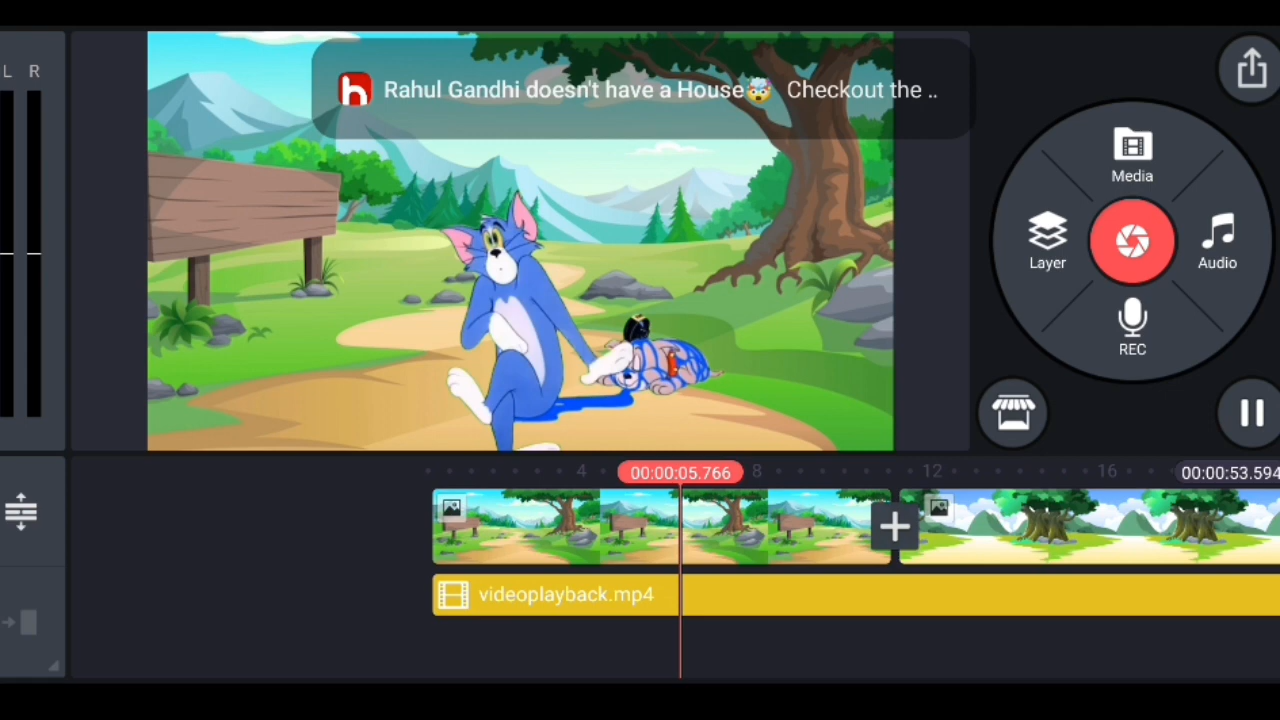 L R
h Rahul Gandhi doesn't have a House🤯 Checkout the ..
Media
Layer
Audio
REC
4
00:00:05.766
8
12
16
00:00:53.594
videoplayback.mp4